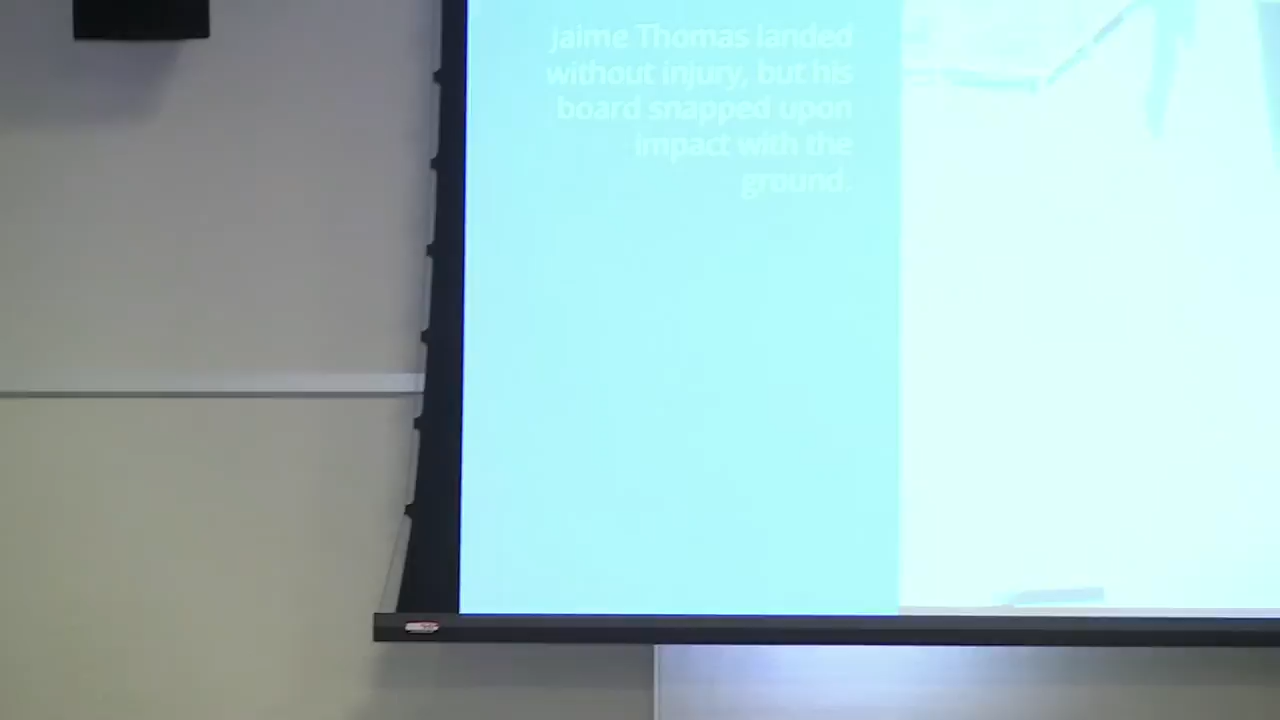 Jaime Thomas landed
without injury, but his
board snapped upon
impact with the
ground.